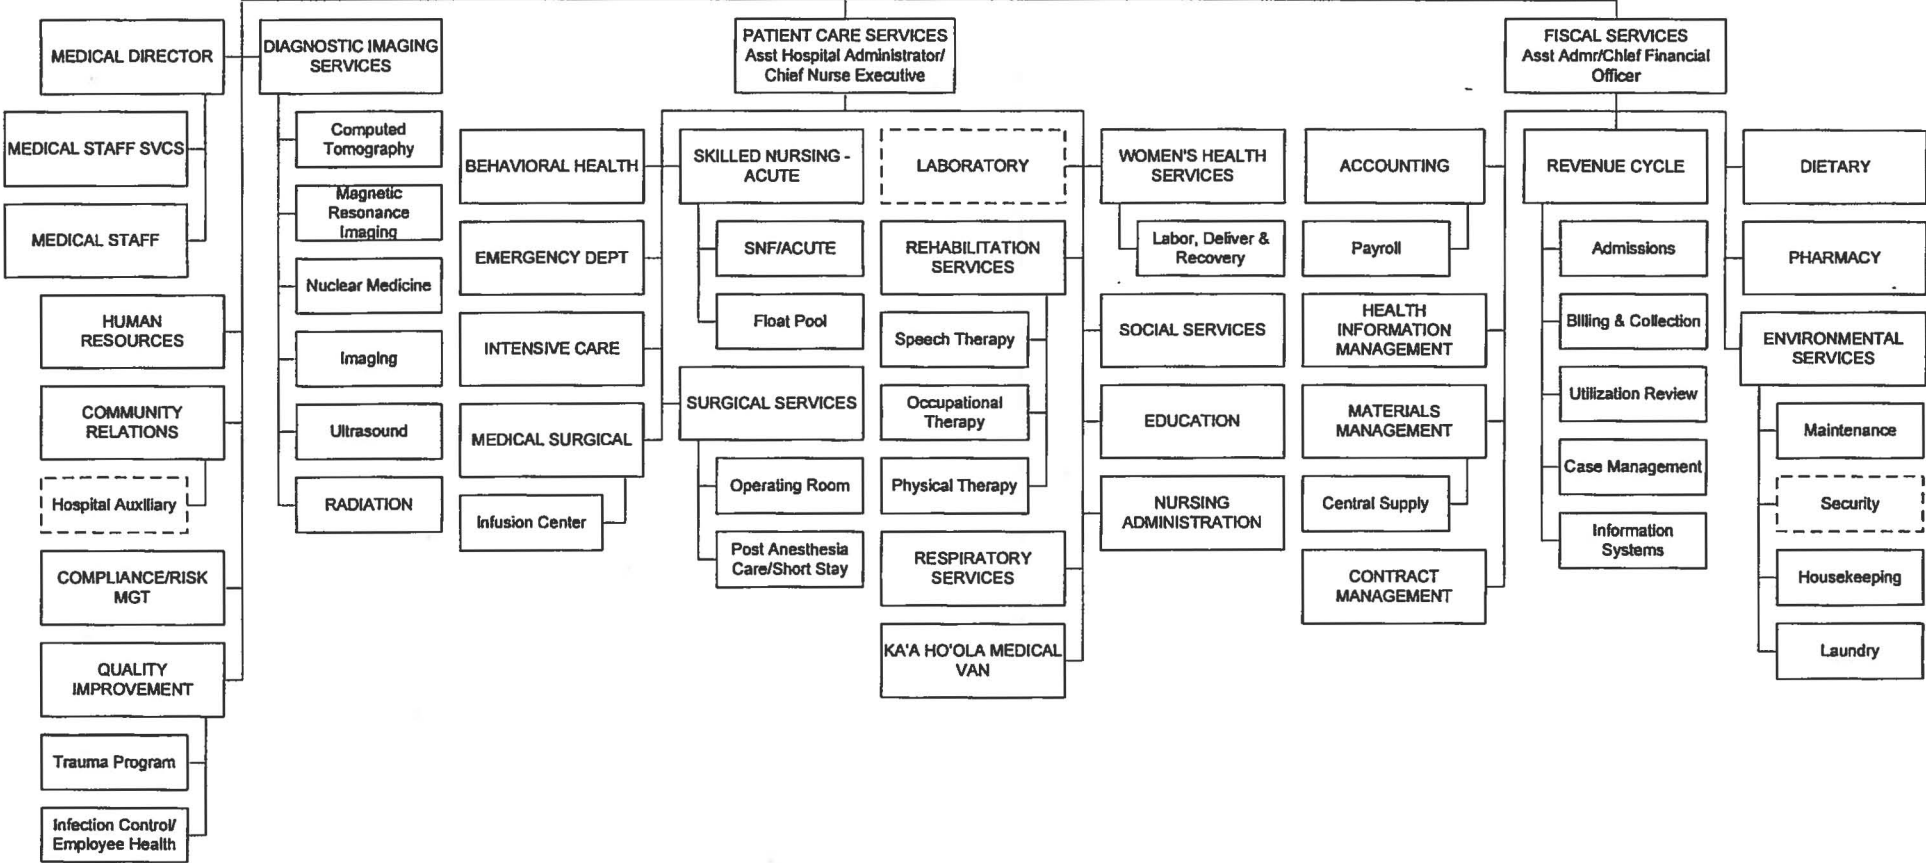 MEDICAL DIRECTOR
MEDICAL STAFF SVCS
MEDICAL STAFF
HUMAN
RESOURCES
COMMUNITY
RELATIONS
Hospital Auxiliary
COMPLIANCE/RISK
MGT
QUALITY
IMPROVEMENT
Trauma Program
Infection Control/
Employee Health
DIAGNOSTIC IMAGING
SERVICES
Computed
Tomography
Magnetic
Resonance
Imaging
Nuclear Medicine
Imaging
Ultrasound
RADIATION
PATIENT CARE SERVICES
Asst Hospital Administrator/
Chief Nurse Executive
BEHAVIORAL HEALTH
EMERGENCY DEPT
INTENSIVE CARE
MEDICAL SURGICAL
Infusion Center
SKILLED NURSING -
ACUTE
SNF/ACUTE
Float Pool
SURGICAL SERVICES
Operating Room
Post Anesthesia
Care/Short Stay
LABORATORY
REHABILITATION
SERVICES
Speech Therapy
Occupational
Therapy
Physical Therapy
RESPIRATORY
SERVICES
KA'A HO'OLA MEDICAL
VAN
WOMEN'S HEALTH
SERVICES
Labor, Deliver &
Recovery
SOCIAL SERVICES
EDUCATION
NURSING
ADMINISTRATION
FISCAL SERVICES
Asst Admr/Chief Financial
Officer
ACCOUNTING
Payroll
HEALTH
INFORMATION
MANAGEMENT
MATERIALS
MANAGEMENT
Central Supply
CONTRACT
MANAGEMENT
REVENUE CYCLE
Admissions
Billing & Collection
Utilization Review
Case Management
Information
Systems
DIETARY
PHARMACY
ENVIRONMENTAL
SERVICES
Maintenance
Security
Housekeeping
Laundry